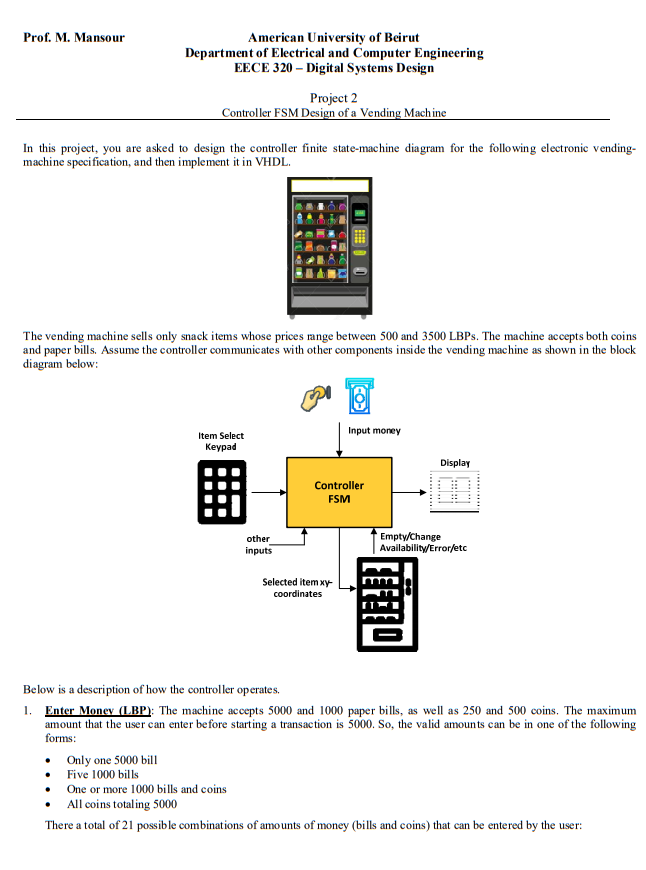 Prof. M. Mansour
American University of Beirut
Department of Electrical and Computer Engineering
EECE 320 – Digital Systems Design
Project 2
Controller FSM Design of a Vending Machine
In this project, you are asked to design the controller finite state-machine diagram for the following electronic vending-
machine specification, and then implement it in VHDL.
The vending machine sells only snack items whose prices range between 500 and 3500 LBPs. The machine accepts both coins
and paper bills. Assume the controller communicates with other components inside the vending machine as shown in the block
diagram below:
Input money
Item Select
Keypad
Controller
FSM
Display
other
inputs
Empty/Change
Availability/Error/etc
Selected item xy-
coordinates
Below is a description of how the controller operates.
1. Enter Money (LBP): The machine accepts 5000 and 1000 paper bills, as well as 250 and 500 coins. The maximum
amount that the user can enter before starting a transaction is 5000. So, the valid amounts can be in one of the following
forms:
• Only one 5000 bill
• Five 1000 bills
• One or more 1000 bills and coins
• All coins totaling 5000
There a total of 21 possible combinations of amounts of money (bills and coins) that can be entered by the user: